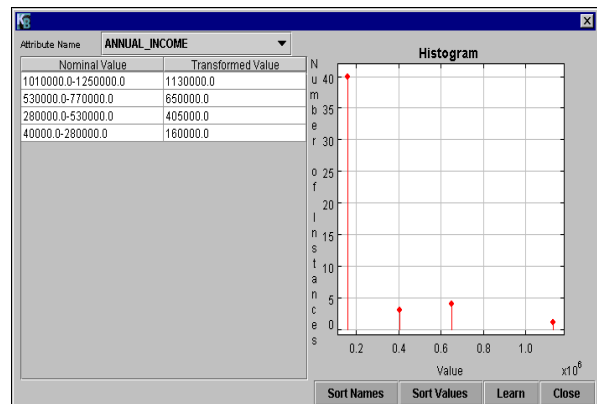 KB
Attribute Name ANNUAL_INCOME
Nominal Value Transformed Value
1010000.0-1250000.0 1130000.0
530000.0-770000.0 650000.0
280000.0-530000.0 405000.0
40000.0-280000.0 160000.0
Histogram
Number of Instances
40
35
30
25
20
15
10
5
0
0.2 0.4 0.6 0.8 1.0
Value x10⁶
Sort Names Sort Values Learn Close